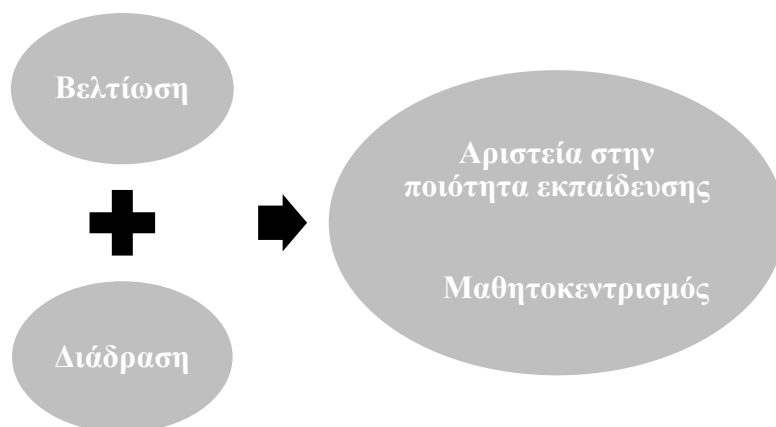 Βελτίωση
Διάδραση
Αριστεία στην
ποιότητα εκπαίδευσης
Μαθητοκεντρισμός